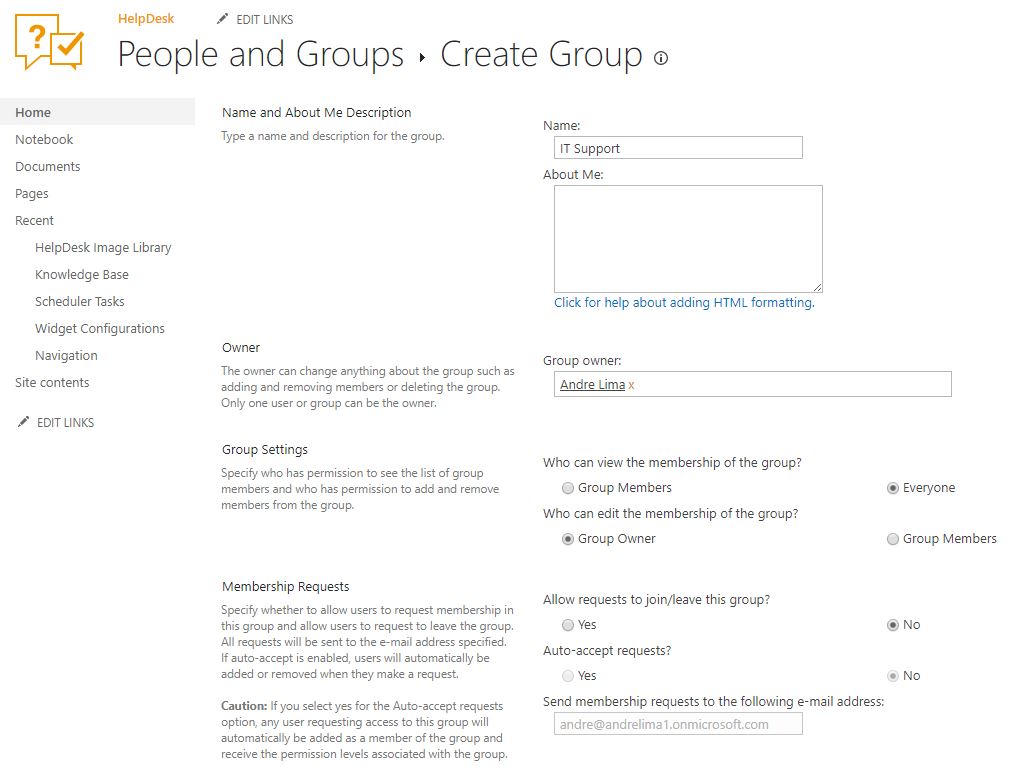 HelpDesk
EDIT LINKS
People and Groups ▸ Create Group
Home
Notebook
Documents
Pages
Recent
HelpDesk Image Library
Knowledge Base
Scheduler Tasks
Widget Configurations
Navigation
Site contents
EDIT LINKS
Name and About Me Description
Type a name and description for the group.
Name:
IT Support
About Me:
Click for help about adding HTML formatting.
Owner
The owner can change anything about the group such as
adding and removing members or deleting the group.
Only one user or group can be the owner.
Group owner:
Andre Lima x
Group Settings
Specify who has permission to see the list of group
members and who has permission to add and remove
members from the group.
Who can view the membership of the group?
Group Members Everyone
Who can edit the membership of the group?
Group Owner Group Members
Membership Requests
Specify whether to allow users to request membership in
this group and allow users to request to leave the group.
All requests will be sent to the e-mail address specified.
If auto-accept is enabled, users will automatically be
added or removed when they make a request.
Caution: If you select yes for the Auto-accept requests
option, any user requesting access to this group will
automatically be added as a member of the group and
receive the permission levels associated with the group.
Allow requests to join/leave this group?
Yes No
Auto-accept requests?
Yes No
Send membership requests to the following e-mail address:
andre@andrelima1.onmicrosoft.com